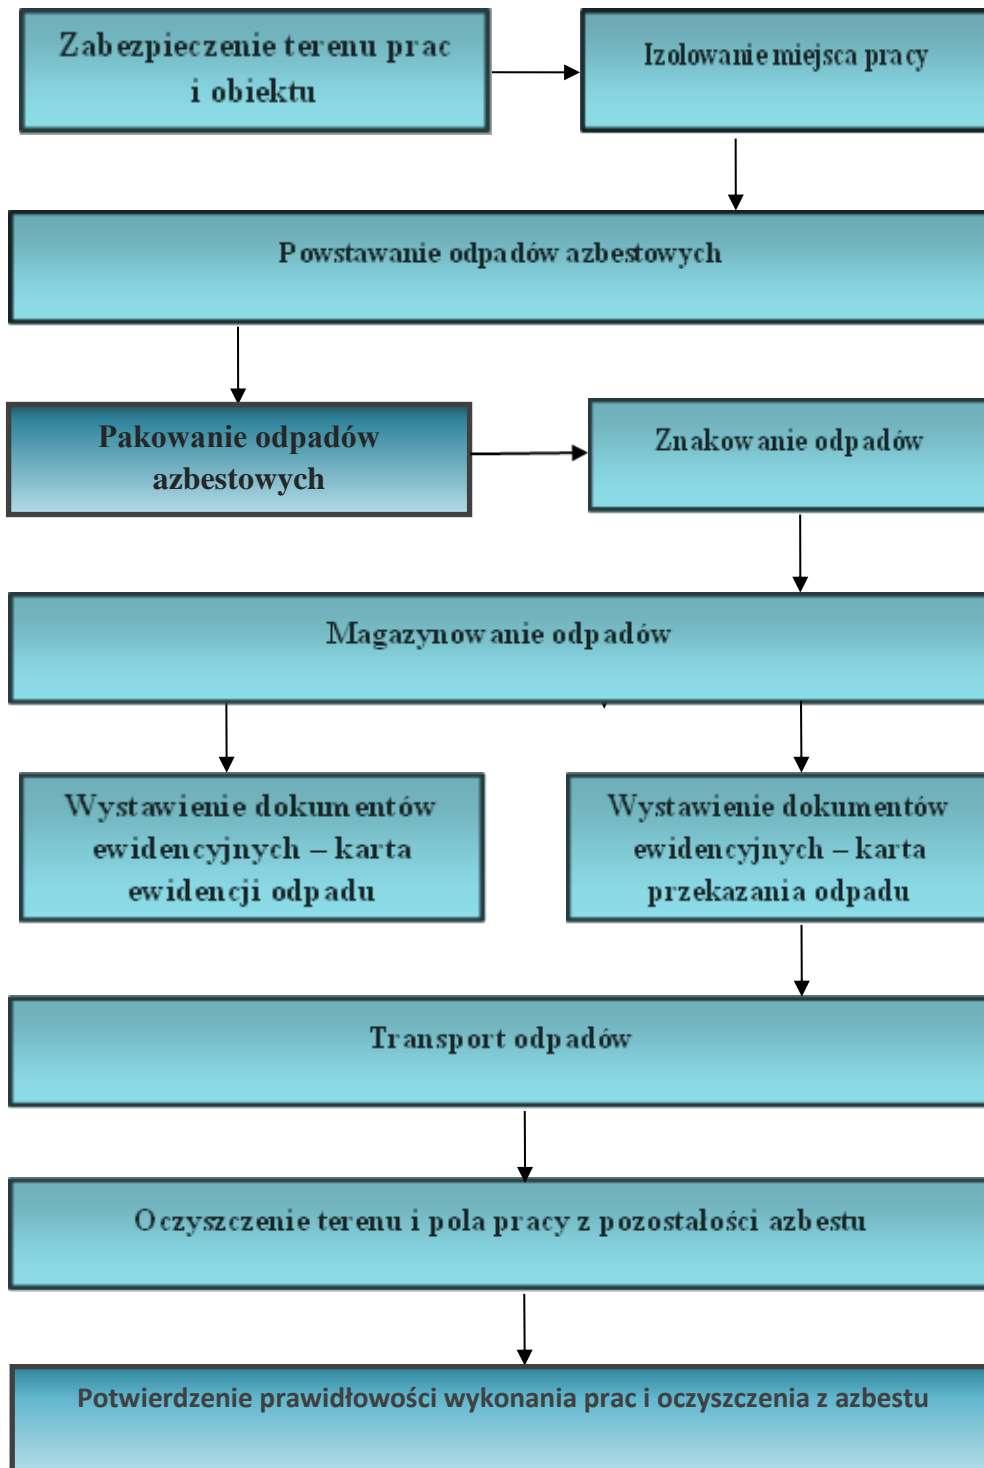 Zabezpieczenie terenu prac
i obiektu
Izolowanie miejsca pracy
Powstawanie odpadów azbestowych
Pakowanie odpadów
azbestowych
Znakowanie odpadów
Magazynowanie odpadów
Wystawienie dokumentów
ewidencyjnych – karta
ewidencji odpadu
Wystawienie dokumentów
ewidencyjnych – karta
przekazania odpadu
Transport odpadów
Oczyszczenie terenu i pola pracy z pozostałości azbestu
Potwierdzenie prawidłowości wykonania prac i oczyszczenia z azbestu